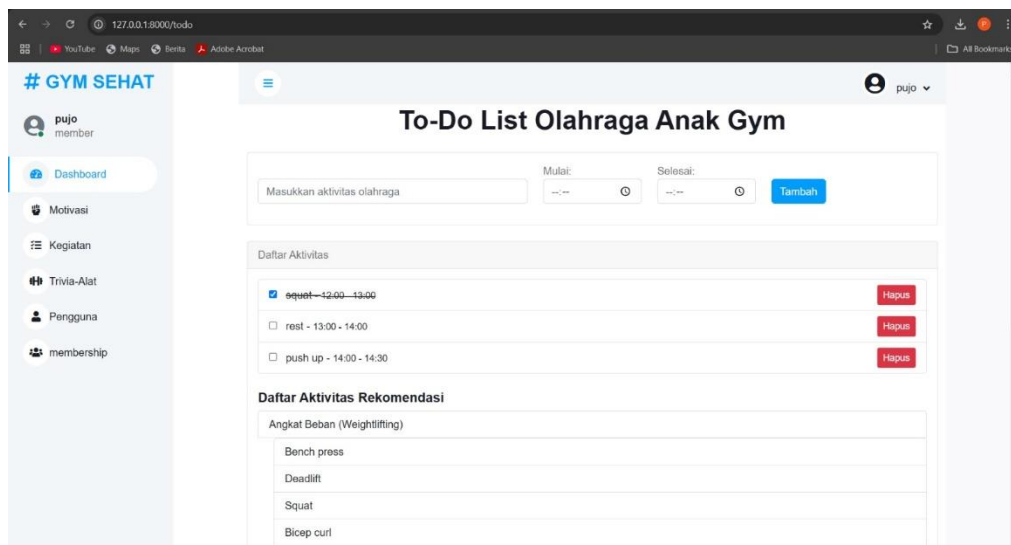 127.0.0.1:8000/todo
YouTube Maps Berita Adobe Acrobat All Bookmarks
# GYM SEHAT
pujo
member
Dashboard
Motivasi
Kegiatan
Trivia-Alat
Pengguna
membership
pujo
To-Do List Olahraga Anak Gym
Mulai: Selesai:
Masukkan aktivitas olahraga --:-- --:-- Tambah
Daftar Aktivitas
squat - 12:00 - 13:00 Hapus
rest - 13:00 - 14:00 Hapus
push up - 14:00 - 14:30 Hapus
Daftar Aktivitas Rekomendasi
Angkat Beban (Weightlifting)
Bench press
Deadlift
Squat
Bicep curl